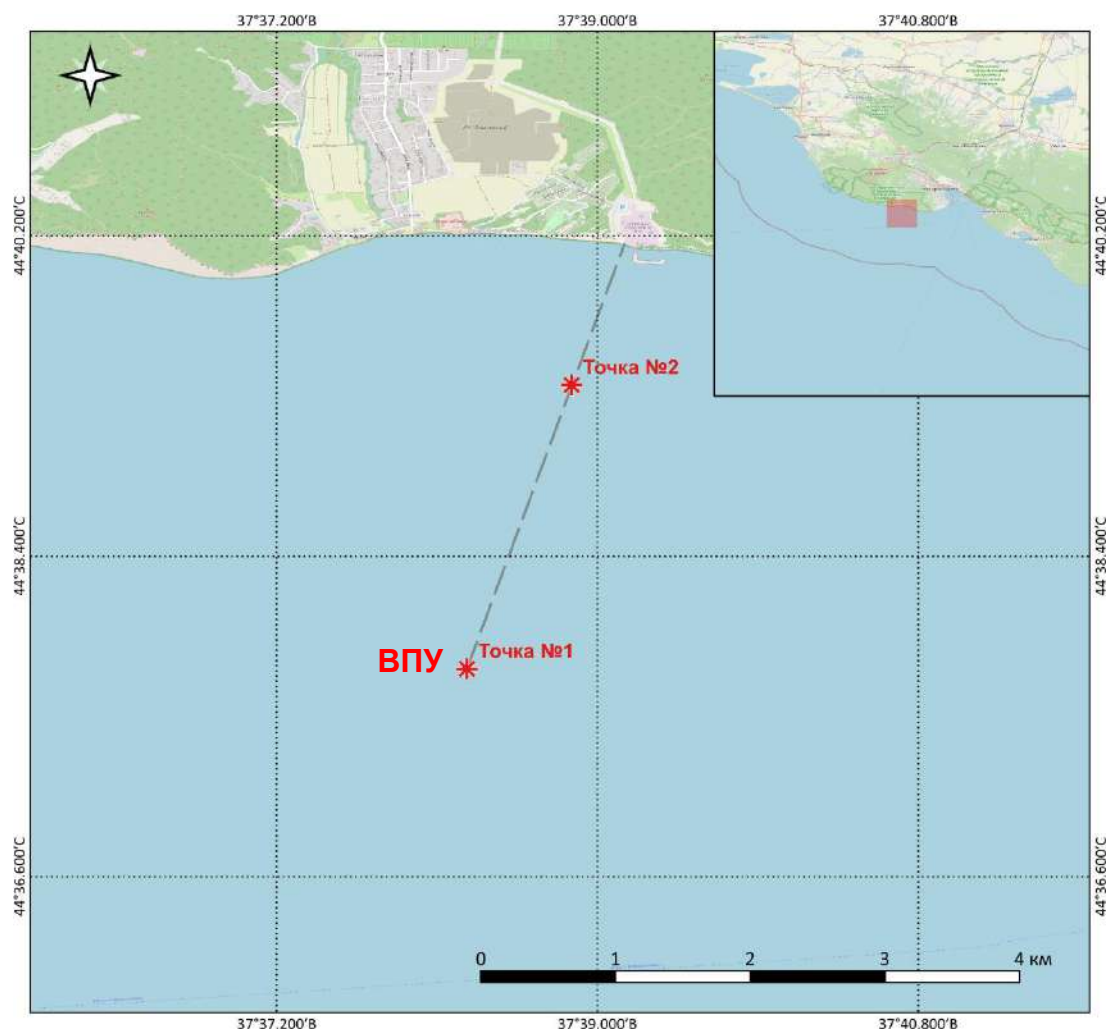 37°37.200'В 37°39.000'В 37°40.800'В
44°40.200'С 44°40.200'С
Точка №2
44°38.400'С 44°38.400'С
ВПУ Точка №1
44°36.600'С 44°36.600'С
0 1 2 3 4 км
37°37.200'В 37°39.000'В 37°40.800'В